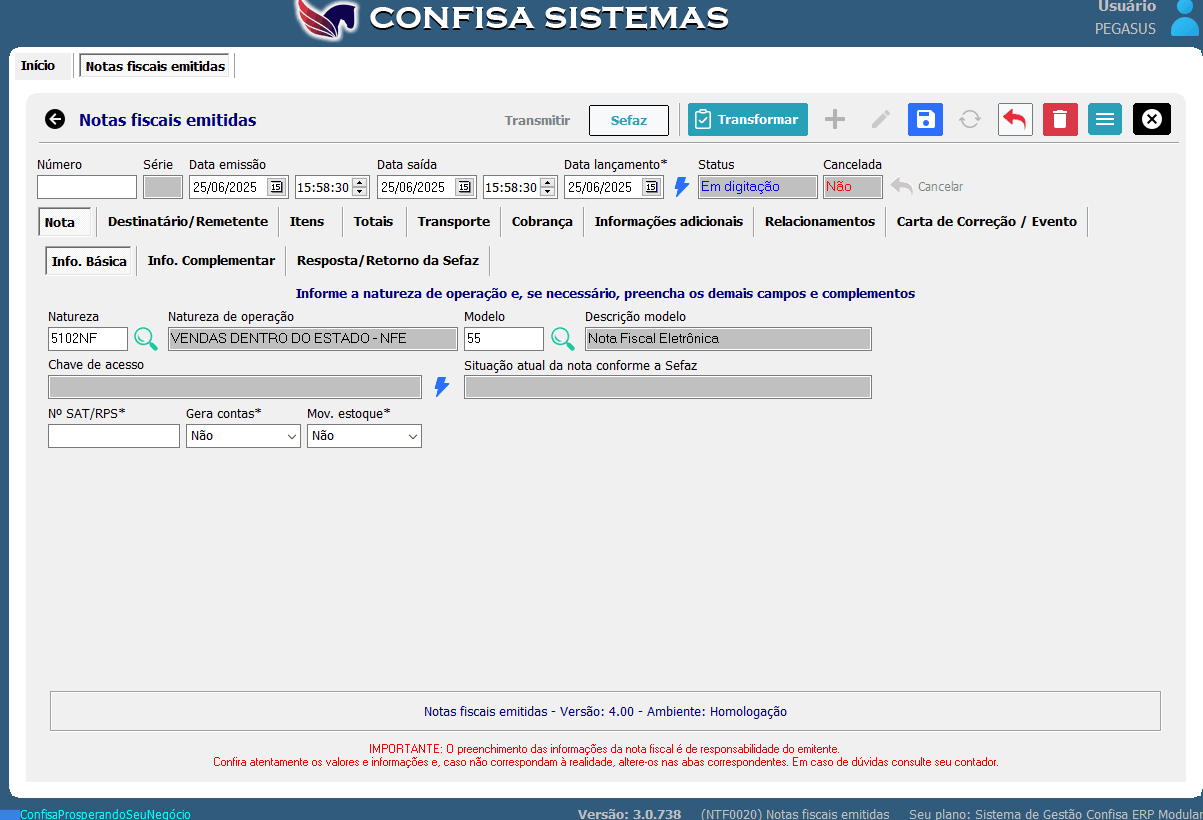 CONFISA SISTEMAS
Usuário
PEGASUS
Início
Notas fiscais emitidas
Notas fiscais emitidas
Transmitir
Sefaz
Transformar
Número
Série
Data emissão
Data saída
Data lançamento*
Status
Cancelada
25/06/2025
15
15:58:30
25/06/2025
15
15:58:30
25/06/2025
15
Em digitação
Não
Cancelar
Nota
Destinatário/Remetente
Itens
Totais
Transporte
Cobrança
Informações adicionais
Relacionamentos
Carta de Correção / Evento
Info. Básica
Info. Complementar
Resposta/Retorno da Sefaz
Informe a natureza de operação e, se necessário, preencha os demais campos e complementos
Natureza
Natureza de operação
Modelo
Descrição modelo
5102NF
VENDAS DENTRO DO ESTADO - NFE
55
Nota Fiscal Eletrônica
Chave de acesso
Situação atual da nota conforme a Sefaz
Nº SAT/RPS*
Gera contas*
Mov. estoque*
Não
Não
Notas fiscais emitidas - Versão: 4.00 - Ambiente: Homologação
IMPORTANTE: O preenchimento das informações da nota fiscal é de responsabilidade do emitente.
Confira atentamente os valores e informações e, caso não correspondam à realidade, altere-os nas abas correspondentes. Em caso de dúvidas consulte seu contador.
ConfisaProsperandoSeuNegócio
Versão: 3.0.738
(NTF0020) Notas fiscais emitidas
Seu plano: Sistema de Gestão Confisa ERP Modular